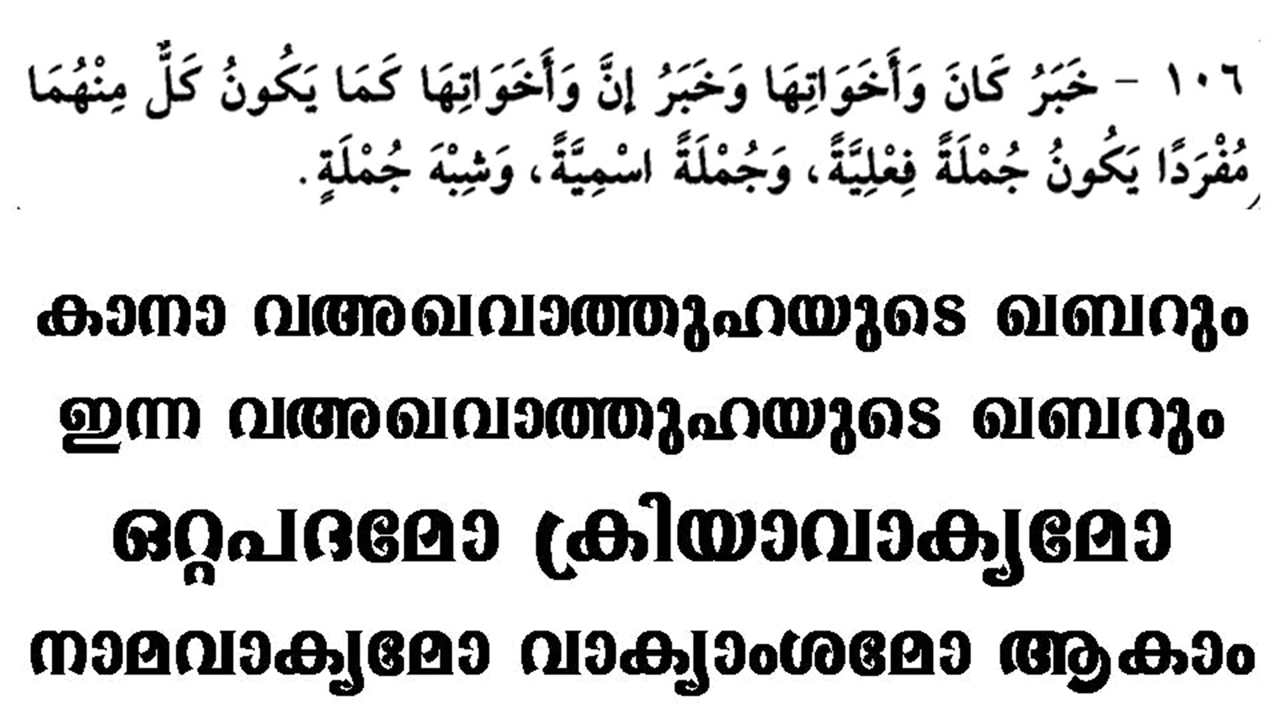 ١٠٦ - خَبَرُ كَانَ وَأَخَوَاتِهَا وَخَبَرُ إنَّ وَأَخَوَاتِهَا كَمَا يَكُونُ كَلٌّ مِنْهُمَا
مُفْرَدًا يَكُونُ جُمْلَةً فِعْلِيَّةً، وَجُمْلَةً اسْمِيَّةً، وَشِبْهَ جُمْلَةٍ.
കാനാ വഅഖവാത്തുഹയുടെ ഖബറും
ഇന്ന വഅഖവാത്തുഹയുടെ ഖബറും
ഒറ്റപദമോ ക്രിയാവാക്യമോ
നാമവാക്യമോ വാക്യാംശമോ ആകാം